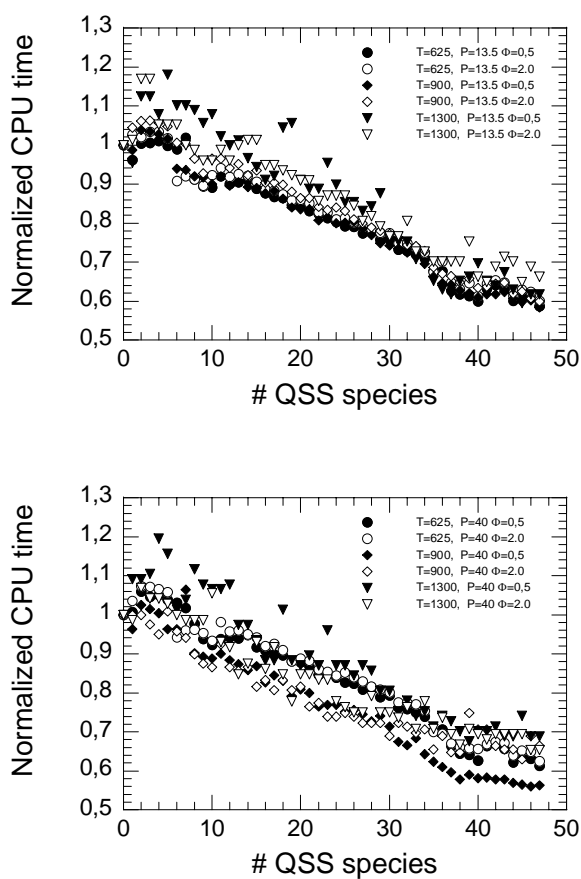 1,3
1,2
1,1
1
0,9
0,8
0,7
0,6
0,5
Normalized CPU time
T=625, P=13.5 Φ=0,5
T=625, P=13.5 Φ=2.0
T=900, P=13.5 Φ=0,5
T=900, P=13.5 Φ=2.0
T=1300, P=13.5 Φ=0,5
T=1300, P=13.5 Φ=2.0
0 10 20 30 40 50
# QSS species
1,3
1,2
1,1
1
0,9
0,8
0,7
0,6
0,5
Normalized CPU time
T=625, P=40 Φ=0,5
T=625, P=40 Φ=2.0
T=900, P=40 Φ=0,5
T=900, P=40 Φ=2.0
T=1300, P=40 Φ=0,5
T=1300, P=40 Φ=2.0
0 10 20 30 40 50
# QSS species